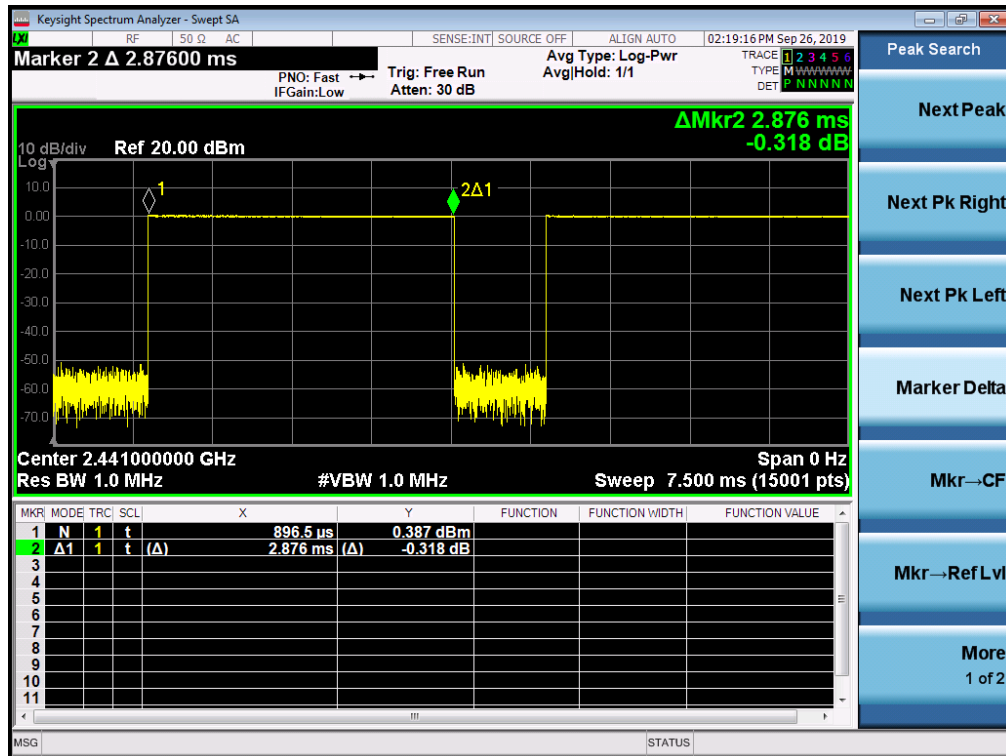 Keysight Spectrum Analyzer - Swept SA
LXI RF 50 Ω AC SENSE:INT SOURCE OFF ALIGN AUTO 02:19:16 PM Sep 26, 2019
Marker 2 Δ 2.87600 ms
PNO: Fast
IFGain:Low
Trig: Free Run
Atten: 30 dB
Avg Type: Log-Pwr
Avg|Hold: 1/1
TRACE 1 2 3 4 5 6
TYPE M WWWWW
DET P N N N N N
ΔMkr2 2.876 ms
-0.318 dB
10 dB/div Ref 20.00 dBm
Log
1
2Δ1
10.0
0.00
-10.0
-20.0
-30.0
-40.0
-50.0
-60.0
-70.0
Center 2.441000000 GHz Span 0 Hz
Res BW 1.0 MHz #VBW 1.0 MHz Sweep 7.500 ms (15001 pts)
MKR MODE TRC SCL X Y FUNCTION FUNCTION WIDTH FUNCTION VALUE
1 N 1 t 896.5 µs 0.387 dBm
2 Δ1 1 t (Δ) 2.876 ms (Δ) -0.318 dB
3
4
5
6
7
8
9
10
11
MSG STATUS
Peak Search
Next Peak
Next Pk Right
Next Pk Left
Marker Delta
Mkr→CF
Mkr→Ref Lvl
More
1 of 2